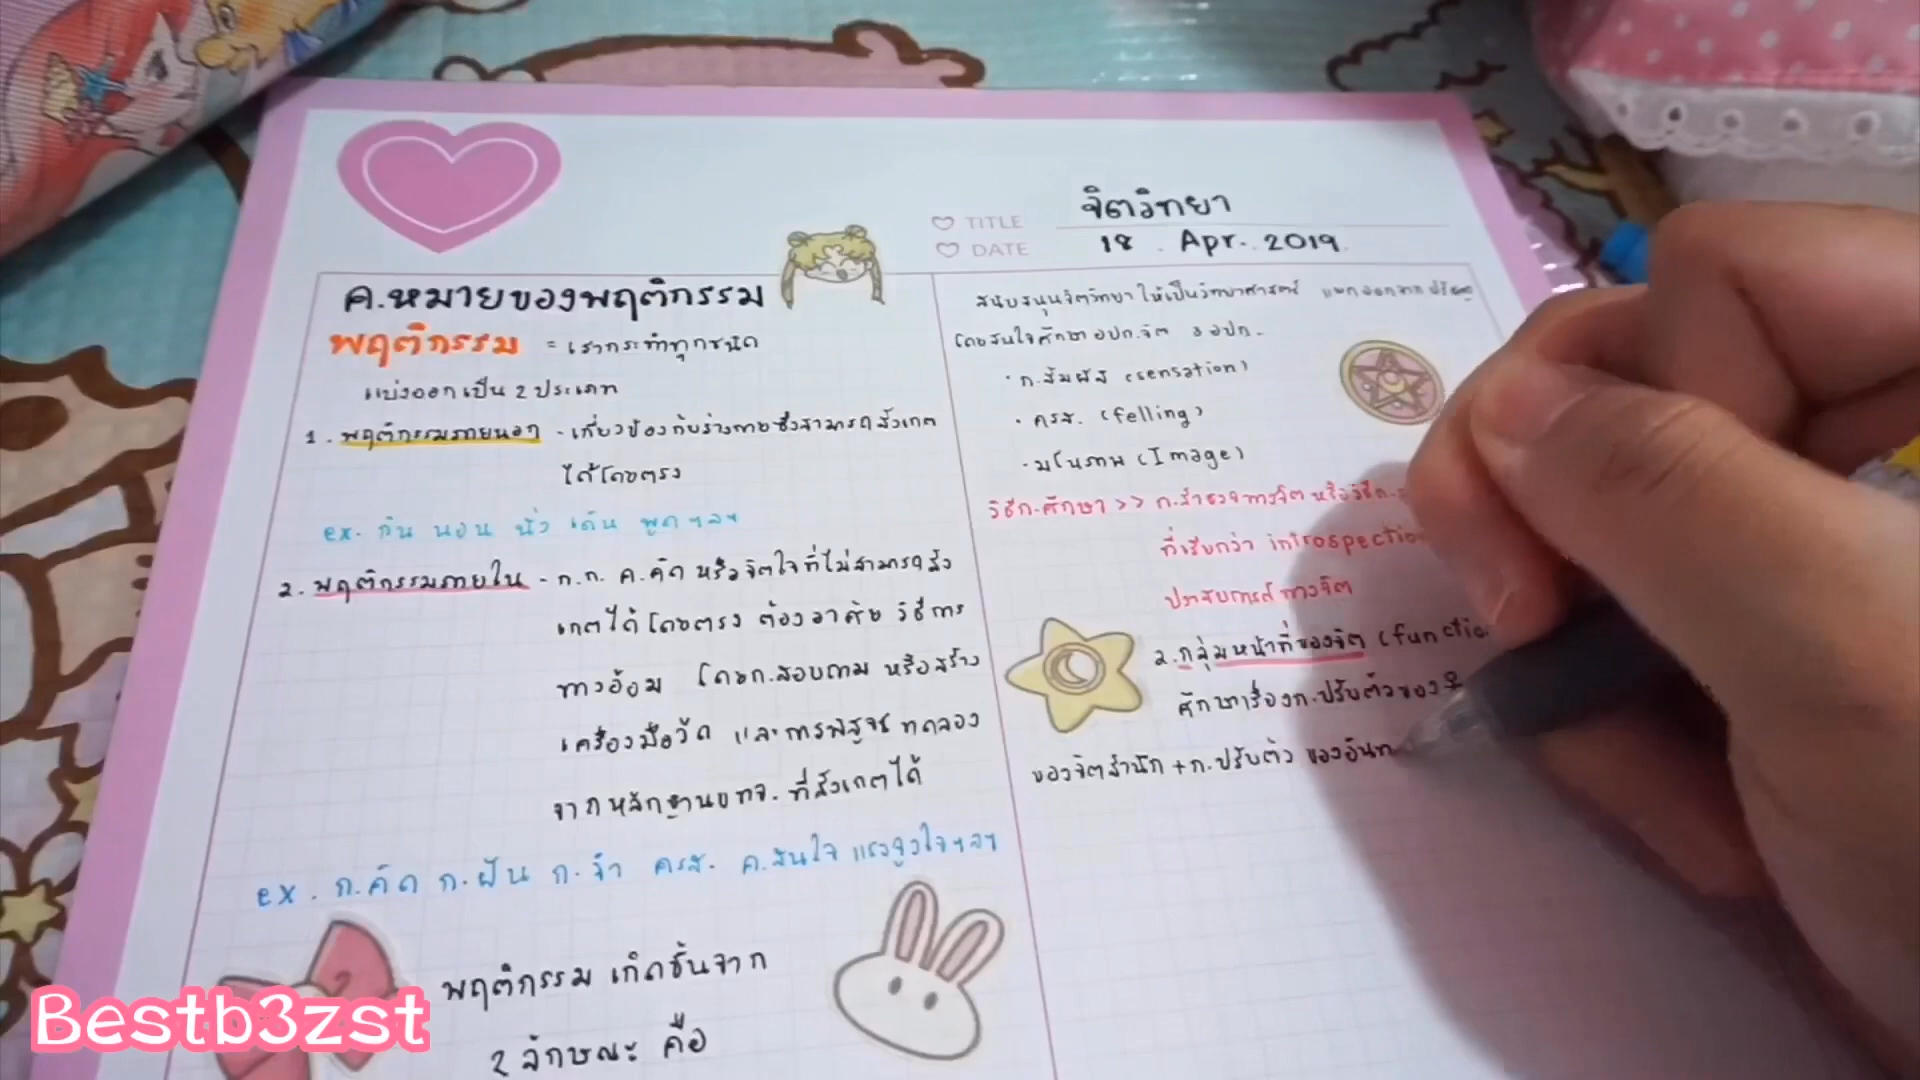 TITLE จิตวิทยา
DATE 18 . Apr. 2019
ค.หมายของพฤติกรรม
พฤติกรรม = เรากระทำทุกชนิด
แบ่งออกเป็น 2 ประเภท
1. พฤติกรรมภายนอก - เกี่ยวข้องกับร่างกายซึ่งสามารถสังเกต
ได้โดยตรง
ex. กิน นอน นั่ง เดิน พูด ฯลฯ
2. พฤติกรรมภายใน - ก.ก. ค.คิด หรือจิตใจที่ไม่สามารถสัง
เกตได้โดยตรง ต้องอาศัย วิธีการ
ทางอ้อม โดยก.สอบถาม หรือสร้าง
เครื่องมือวัด และการพิสูจน์ ทดลอง
จากหลักฐานขทจ. ที่สังเกตได้
ex. ก.คิด ก.ฝัน ก.จำ ครส. ค.สนใจ แรงจูงใจฯลฯ
พฤติกรรม เกิดขึ้นจาก
2 ลักษณะ คือ
สนับสนุนจิตวิทยา ให้เป็นวิทยาศาสตร์ แยกออกจาก
โดยสนใจศึกษา อปก.จิต 3 อปก.
· ก.สัมผัส (sensation)
· ครส. (felling)
· มโนภาพ (Image)
วิธีก.ศึกษา >> ก.สำรวจทางจิต หรือวิธีก.
ที่เรียกว่า introspection
ประสบการณ์ทางจิต
2. กลุ่มหน้าที่ของจิต (functio
ศึกษาเรื่องก.ปรับตัวของ
ของจิตสำนึก + ก.ปรับตัว ของอินท
Bestb3zst